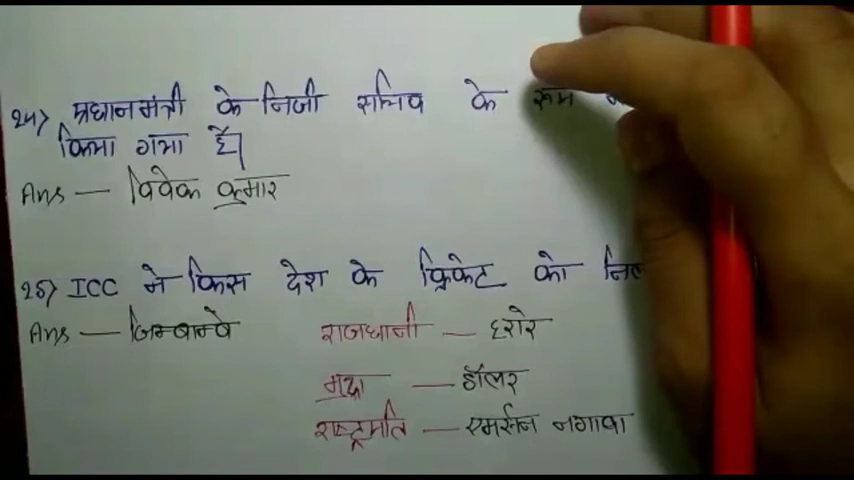 24) प्रधानमंत्री के निजी सचिव के रूप
किया गया है।
Ans — विवेक कुमार
25) ICC ने किस देश के क्रिकेट को
Ans — जिम्बाम्बे राजधानी — हरारे
मुद्रा — डॉलर
राष्ट्रपति — एमर्सन नगावा